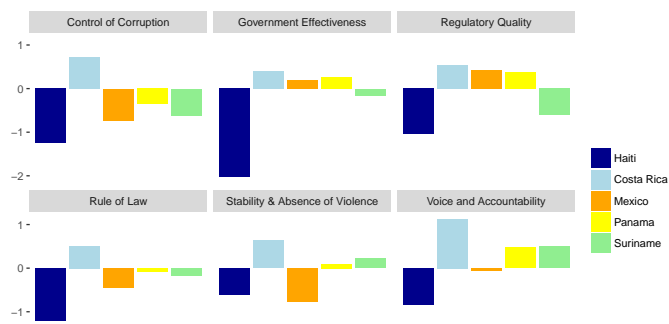 Control of Corruption
Government Effectiveness
Regulatory Quality
1
0
−1
−2
Rule of Law
Stability & Absence of Violence
Voice and Accountability
1
0
−1
Haiti
Costa Rica
Mexico
Panama
Suriname